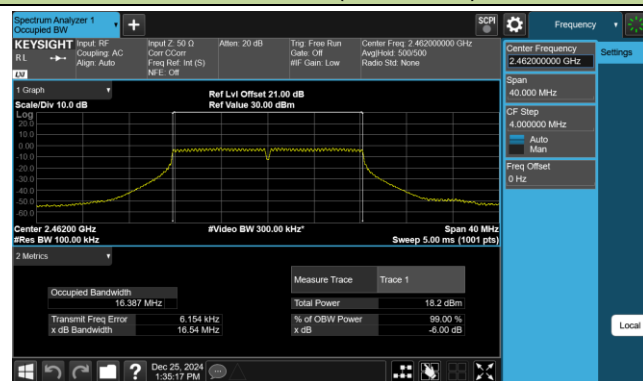 Spectrum Analyzer 1
Occupied BW
SCPI
Frequency
KEYSIGHT
RL
LW
Input: RF
Coupling: AC
Align: Auto
Input Z: 50 Ω
Corr CCorr
Freq Ref: Int (S)
NFE: Off
Atten: 20 dB
Trig: Free Run
Gate: Off
#IF Gain: Low
Center Freq: 2.462000000 GHz
Avg|Hold: 500/500
Radio Std: None
Center Frequency
2.462000000 GHz
Settings
Span
40.000 MHz
CF Step
4.000000 MHz
Auto
Man
Freq Offset
0 Hz
Local
1 Graph
Scale/Div 10.0 dB
Ref Lvl Offset 21.00 dB
Ref Value 30.00 dBm
Log
20.0
10.0
0.00
-10.0
-20.0
-30.0
-40.0
-50.0
-60.0
Center 2.46200 GHz
#Res BW 100.00 kHz
#Video BW 300.00 kHz*
Span 40 MHz
Sweep 5.00 ms (1001 pts)
2 Metrics
Measure Trace Trace 1
Occupied Bandwidth
16.387 MHz
Total Power 18.2 dBm
Transmit Freq Error 6.154 kHz
% of OBW Power 99.00 %
x dB Bandwidth 16.54 MHz
x dB -6.00 dB
?
Dec 25, 2024
1:35:17 PM